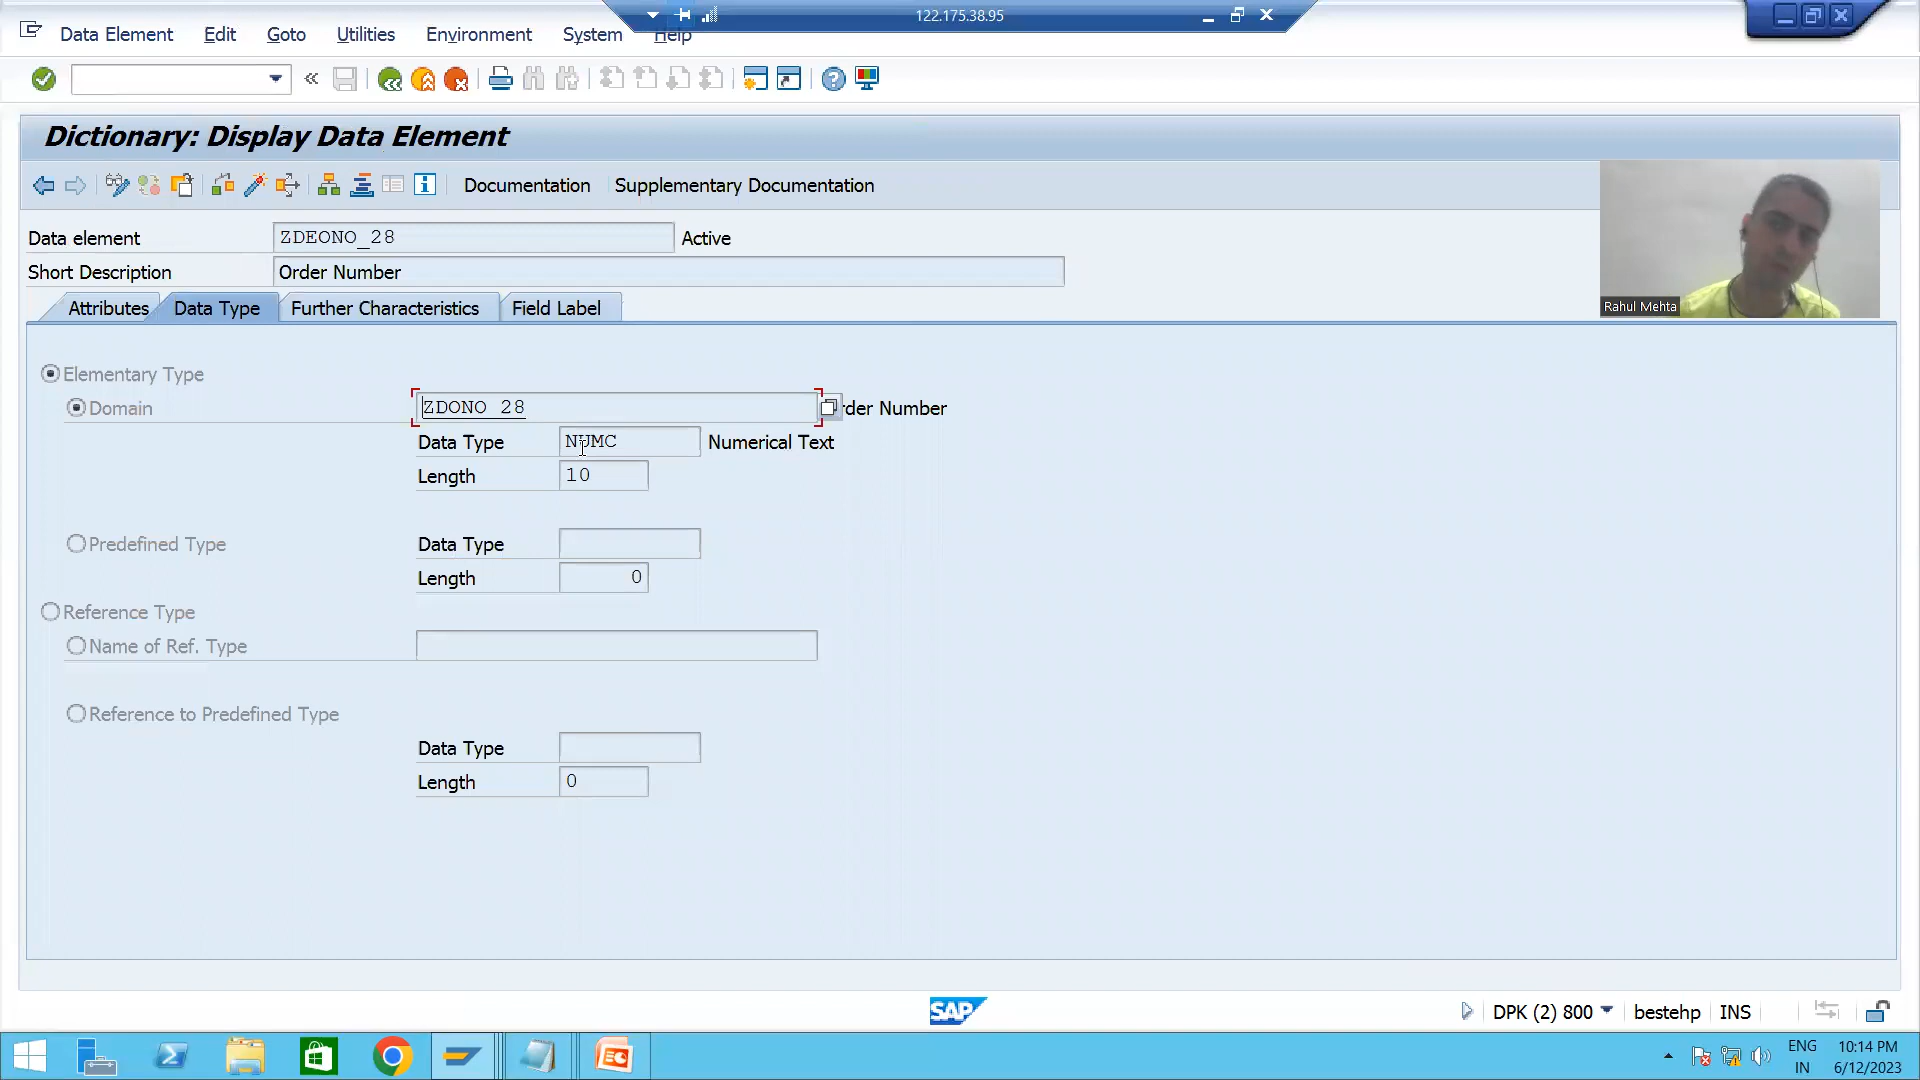 122.175.38.95
Data Element Edit Goto Utilities Environment System Help
Dictionary: Display Data Element
Documentation Supplementary Documentation
Data element ZDEONO_28 Active
Short Description Order Number
Attributes Data Type Further Characteristics Field Label
Rahul Mehta
Elementary Type
Domain ZDONO_28 rder Number
Data Type NUMC Numerical Text
Length 10
Predefined Type Data Type
Length 0
Reference Type
Name of Ref. Type
Reference to Predefined Type
Data Type
Length 0
SAP DPK (2) 800 bestehp INS
ENG 10:14 PM
IN 6/12/2023